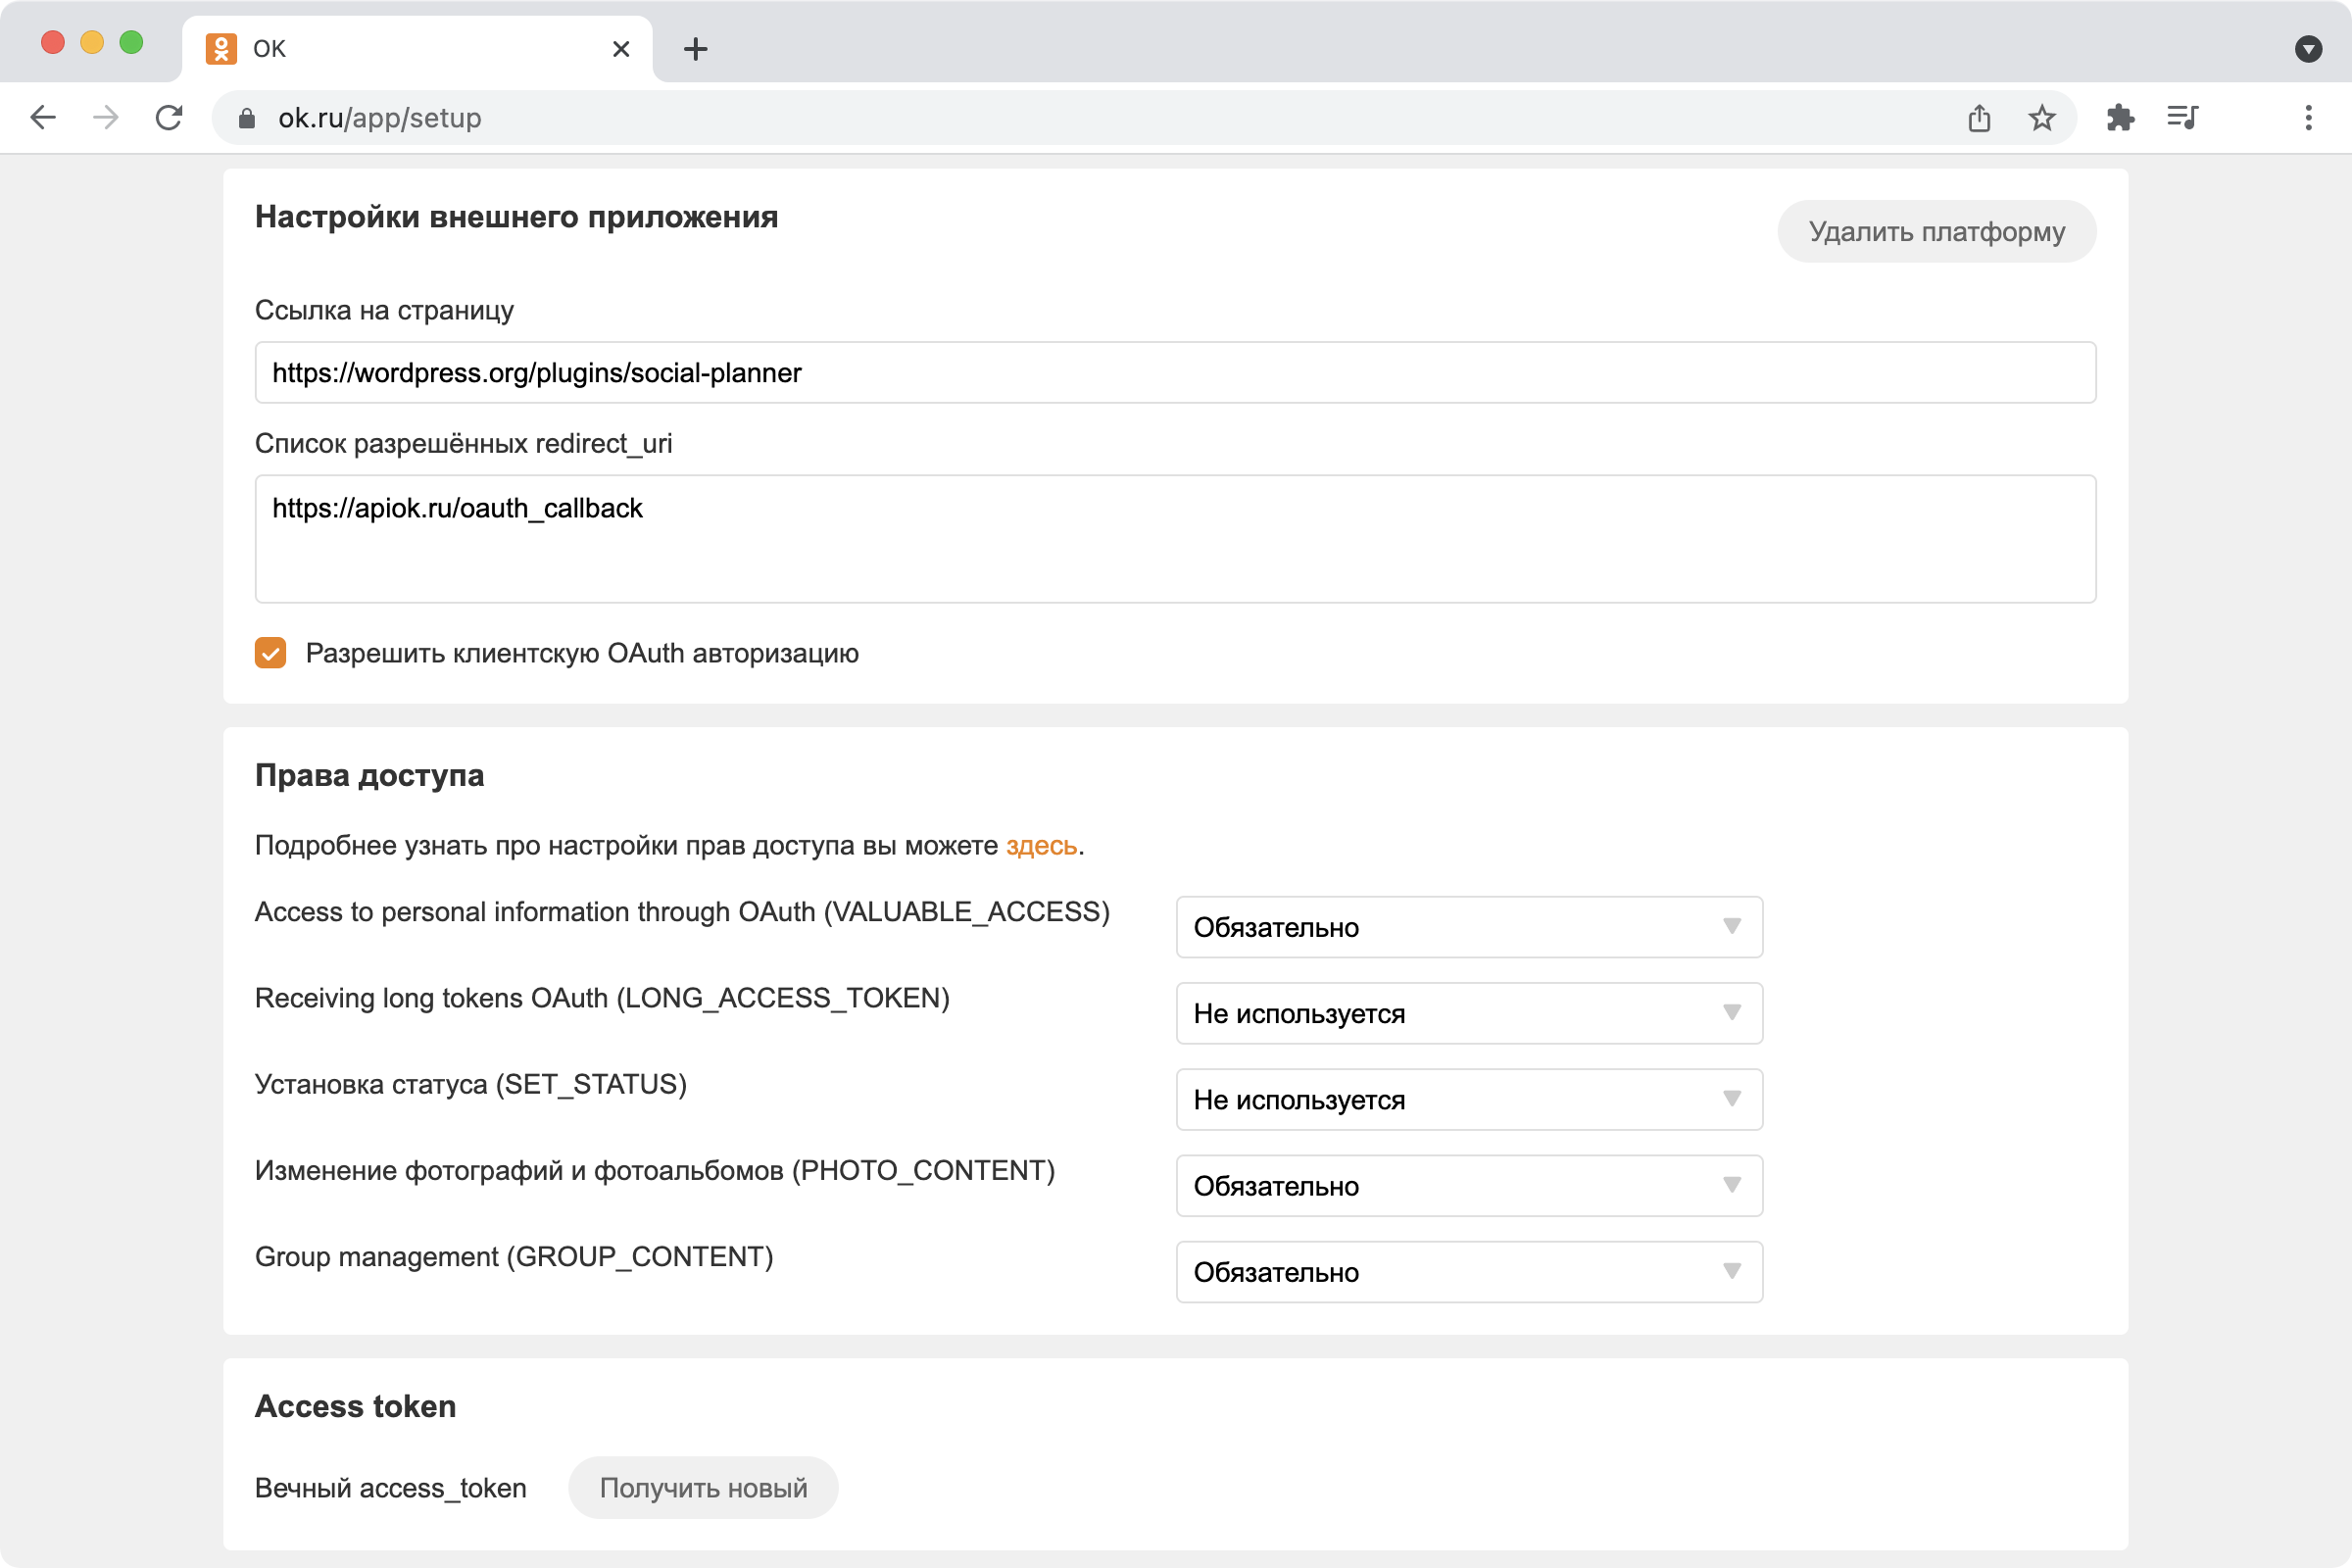 OK
ok.ru/app/setup
Настройки внешнего приложения
Удалить платформу
Ссылка на страницу
https://wordpress.org/plugins/social-planner
Список разрешённых redirect_uri
https://apiok.ru/oauth_callback
Разрешить клиентскую OAuth авторизацию
Права доступа
Подробнее узнать про настройки прав доступа вы можете здесь.
Access to personal information through OAuth (VALUABLE_ACCESS)
Обязательно
Receiving long tokens OAuth (LONG_ACCESS_TOKEN)
Не используется
Установка статуса (SET_STATUS)
Не используется
Изменение фотографий и фотоальбомов (PHOTO_CONTENT)
Обязательно
Group management (GROUP_CONTENT)
Обязательно
Access token
Вечный access_token
Получить новый